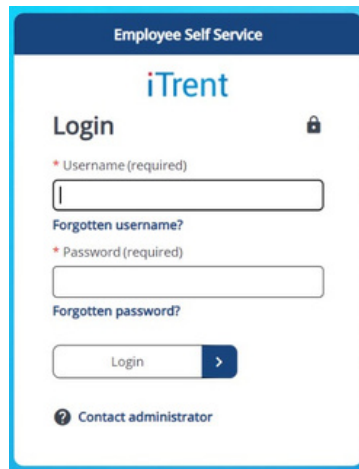 Employee Self Service
iTrent
Login
* Username (required)
Forgotten username?
* Password (required)
Forgotten password?
Login
Contact administrator